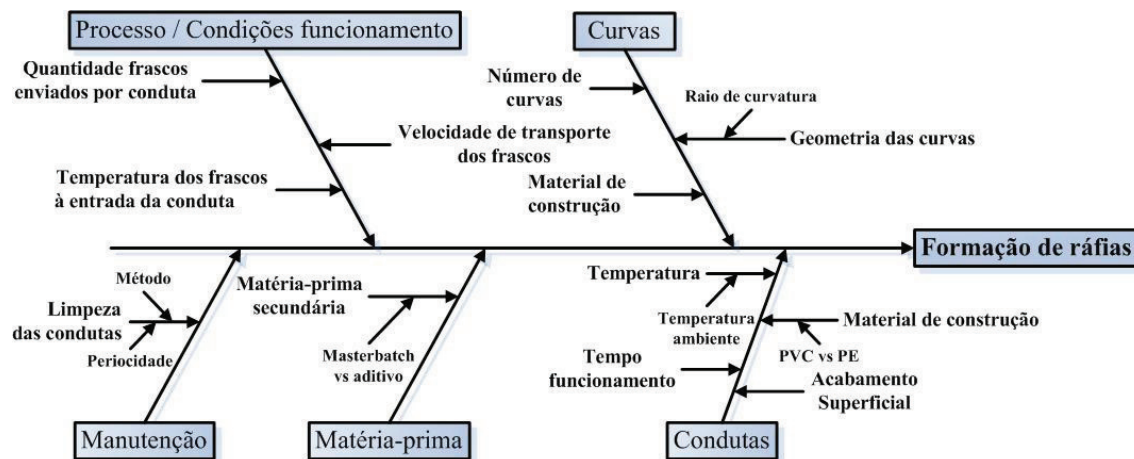 Processo / Condições funcionamento
Curvas
Quantidade frascos
enviados por conduta
Número de
curvas
Raio de curvatura
Velocidade de transporte
dos frascos
Geometria das curvas
Temperatura dos frascos
à entrada da conduta
Material de
construção
Formação de ráfias
Método
Limpeza
das condutas
Periocidade
Matéria-prima
secundária
Masterbatch
vs aditivo
Temperatura
Temperatura
ambiente
Material de construção
PVC vs PE
Tempo
funcionamento
Acabamento
Superficial
Manutenção
Matéria-prima
Condutas